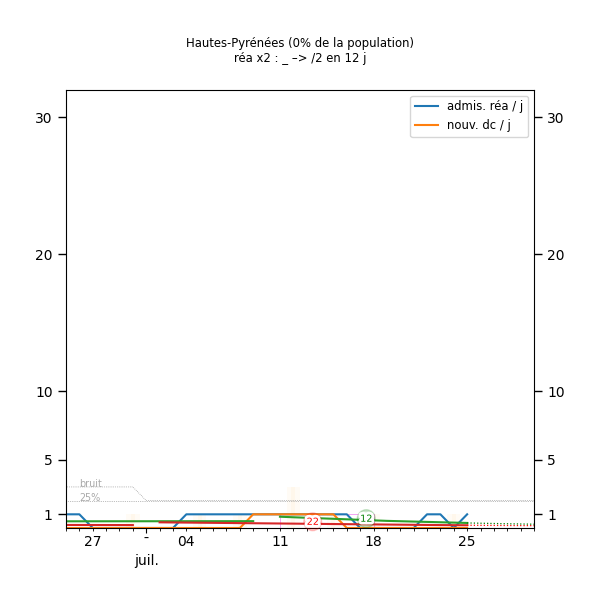 Hautes-Pyrénées (0% de la population)
réa x2 : _ –> /2 en 12 j
admis. réa / j
nouv. dc / j
30 30
20 20
10 10
5 5
bruit
25%
1 1
22 12
27 - 04 11 18 25
juil.